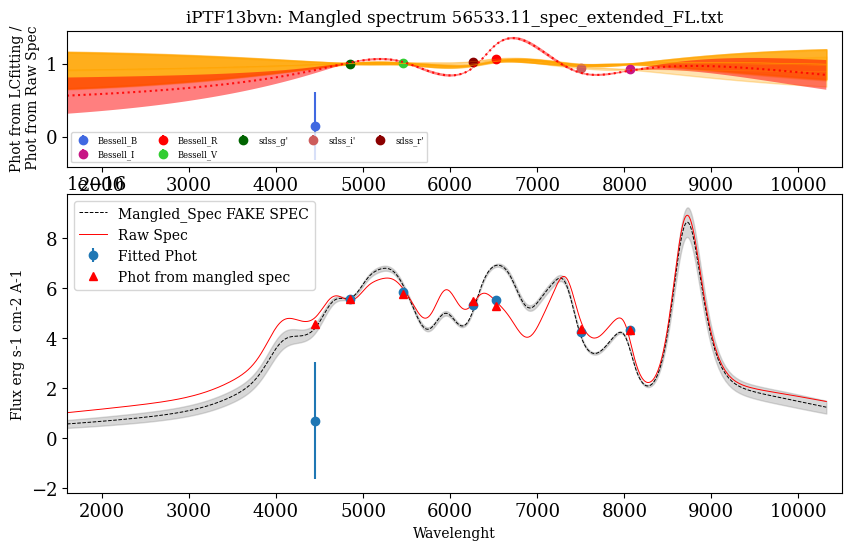 iPTF13bvn: Mangled spectrum 56533.11_spec_extended_FL.txt
Phot from LCfitting /
Phot from Raw Spec
1
0
Bessell_B Bessell_R sdss_g' sdss_i' sdss_r'
Bessell_I Bessell_V
2000 3000 4000 5000 6000 7000 8000 9000 10000
1e−16
Flux erg s-1 cm-2 A-1
Mangled_Spec FAKE SPEC
Raw Spec
Fitted Phot
Phot from mangled spec
8
6
4
2
0
−2
2000 3000 4000 5000 6000 7000 8000 9000 10000
Wavelenght